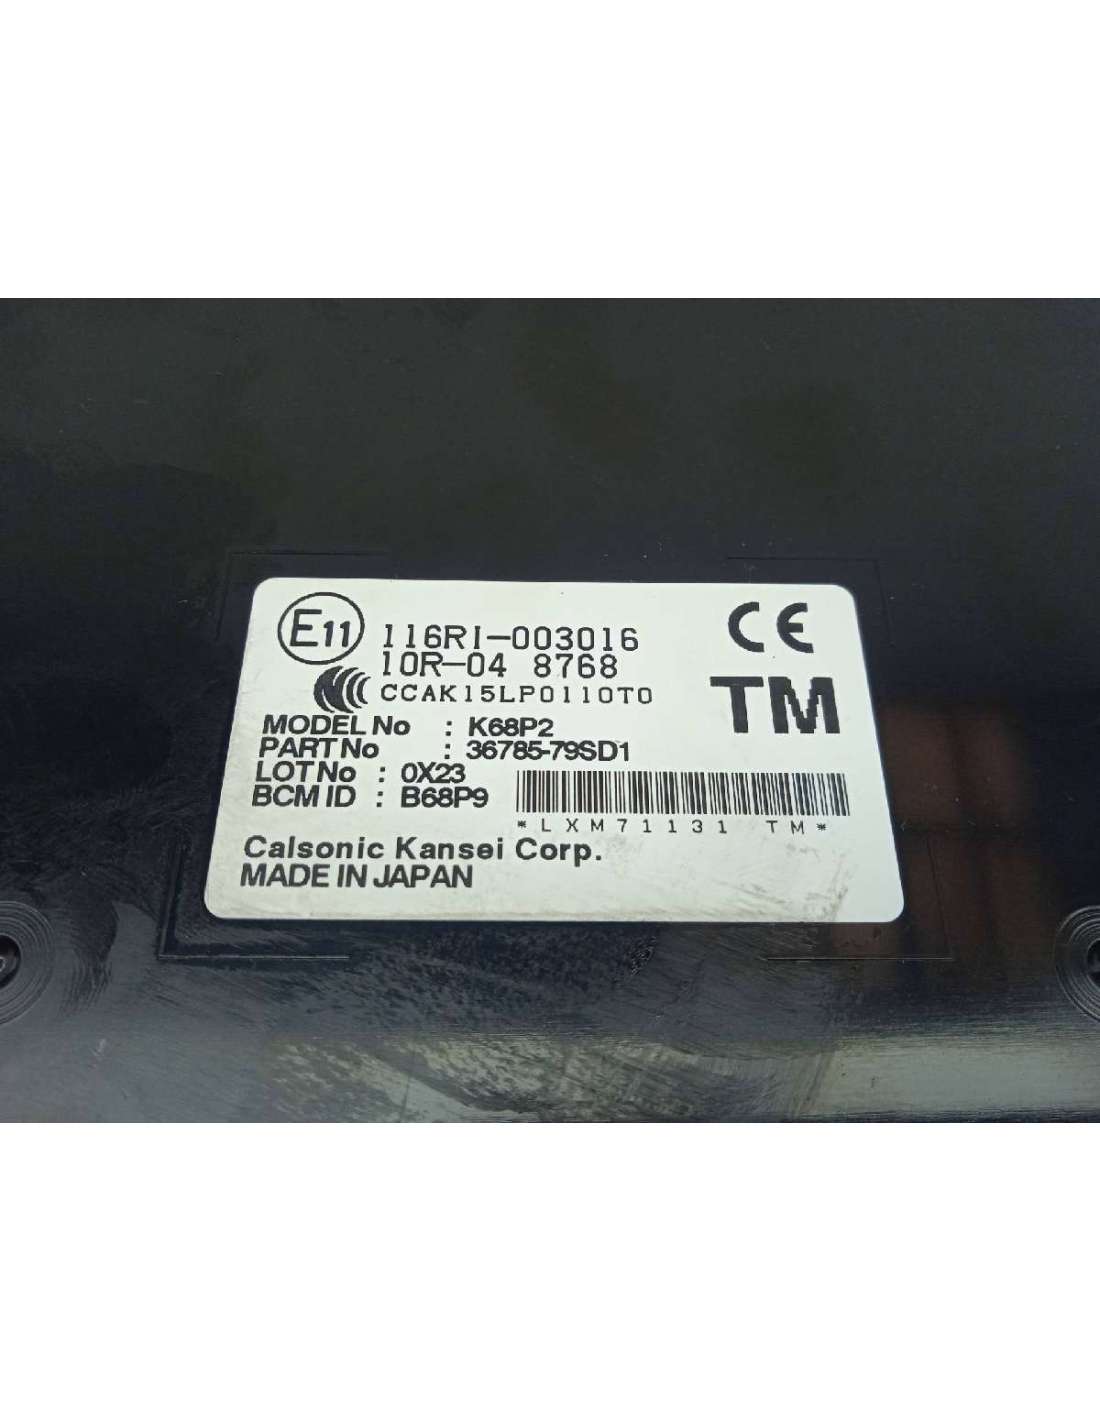 E11 116RI-003016
10R-04 8768
CCAK15LP0110T0
CE
TM
MODEL No : K68P2
PART No : 36785-79SD1
LOT No : 0X23
BCM ID : B68P9
*LXM71131 TM*
Calsonic Kansei Corp.
MADE IN JAPAN